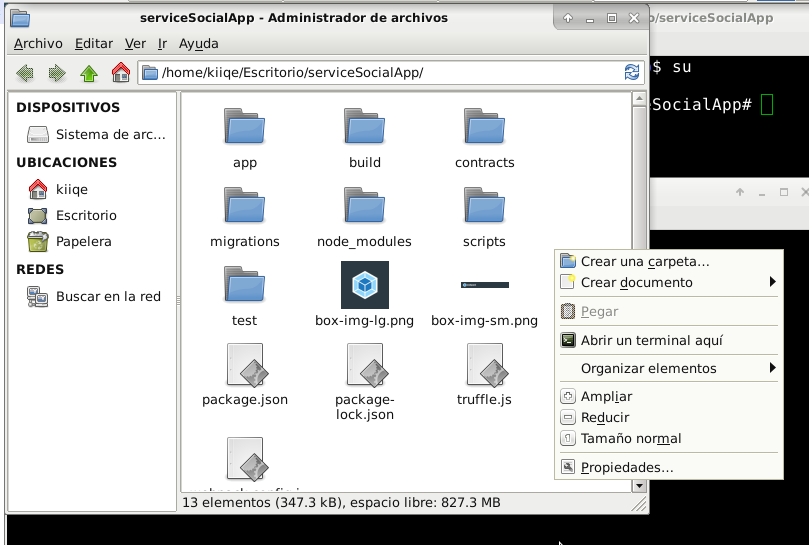 serviceSocialApp - Administrador de archivos
o/serviceSocialApp
Archivo Editar Ver Ir Ayuda
/home/kiiqe/Escritorio/serviceSocialApp/
$ su
SocialApp#
DISPOSITIVOS
Sistema de arc...
UBICACIONES
kiiqe
Escritorio
Papelera
REDES
Buscar en la red
app build contracts
migrations node_modules scripts
test box-img-lg.png box-img-sm.png
package.json package-lock.json truffle.js
Crear una carpeta...
Crear documento
Pegar
Abrir un terminal aquí
Organizar elementos
Ampliar
Reducir
Tamaño normal
Propiedades...
13 elementos (347.3 kB), espacio libre: 827.3 MB